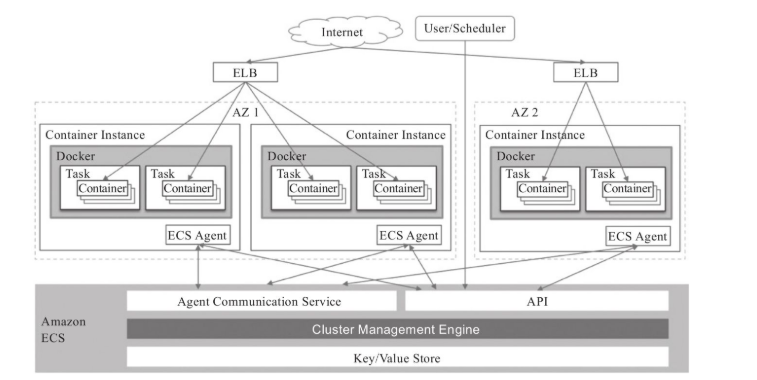 Internet
User/Scheduler
ELB
ELB
AZ 1
AZ 2
Container Instance
Container Instance
Container Instance
Docker
Docker
Docker
Task
Task
Task
Task
Task
Task
Container
Container
Container
Container
Container
Container
ECS Agent
ECS Agent
ECS Agent
Amazon
ECS
Agent Communication Service
API
Cluster Management Engine
Key/Value Store